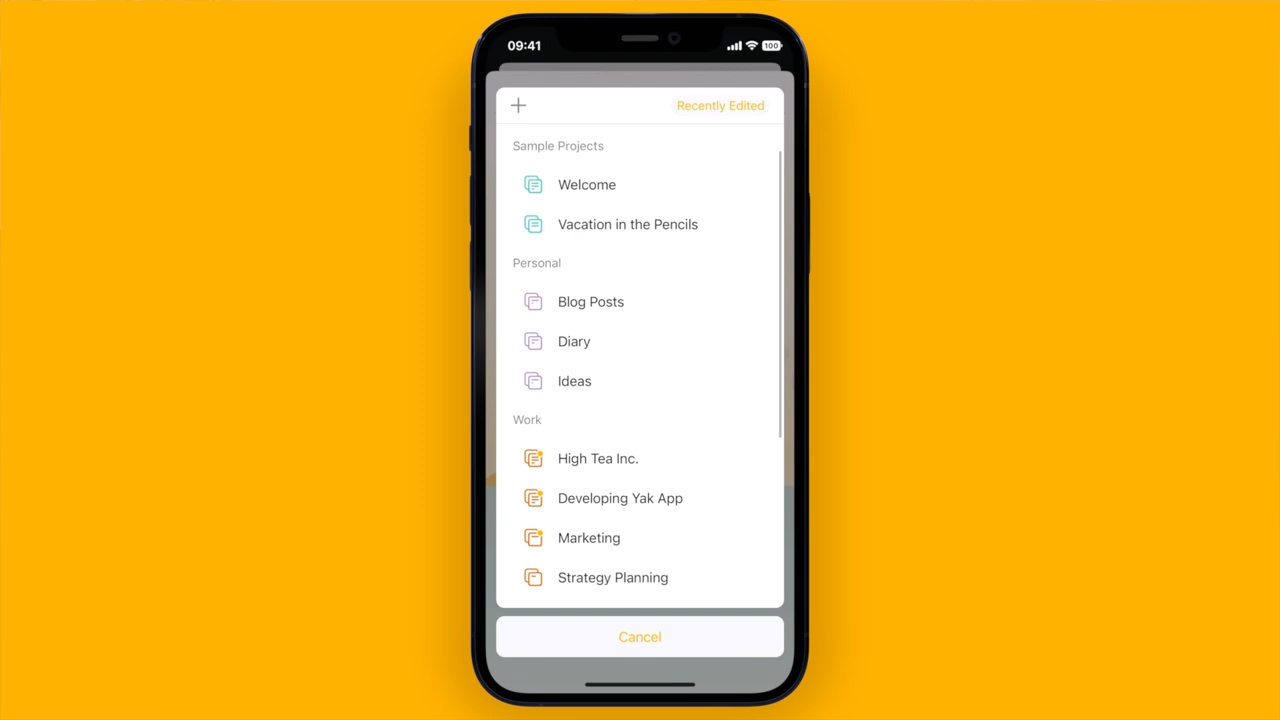 09:41
100
Recently Edited
Sample Projects
Welcome
Vacation in the Pencils
Personal
Blog Posts
Diary
Ideas
Work
High Tea Inc.
Developing Yak App
Marketing
Strategy Planning
Cancel